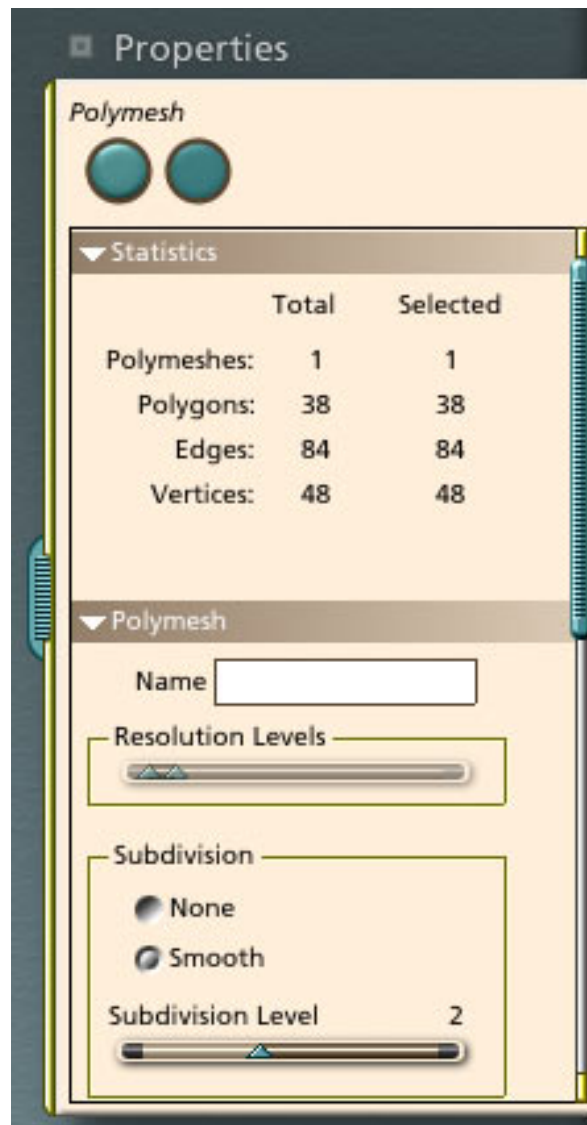 Properties
Polymesh
Statistics
Total Selected
Polymeshes: 1 1
Polygons: 38 38
Edges: 84 84
Vertices: 48 48
Polymesh
Name
Resolution Levels
Subdivision
None
Smooth
Subdivision Level 2